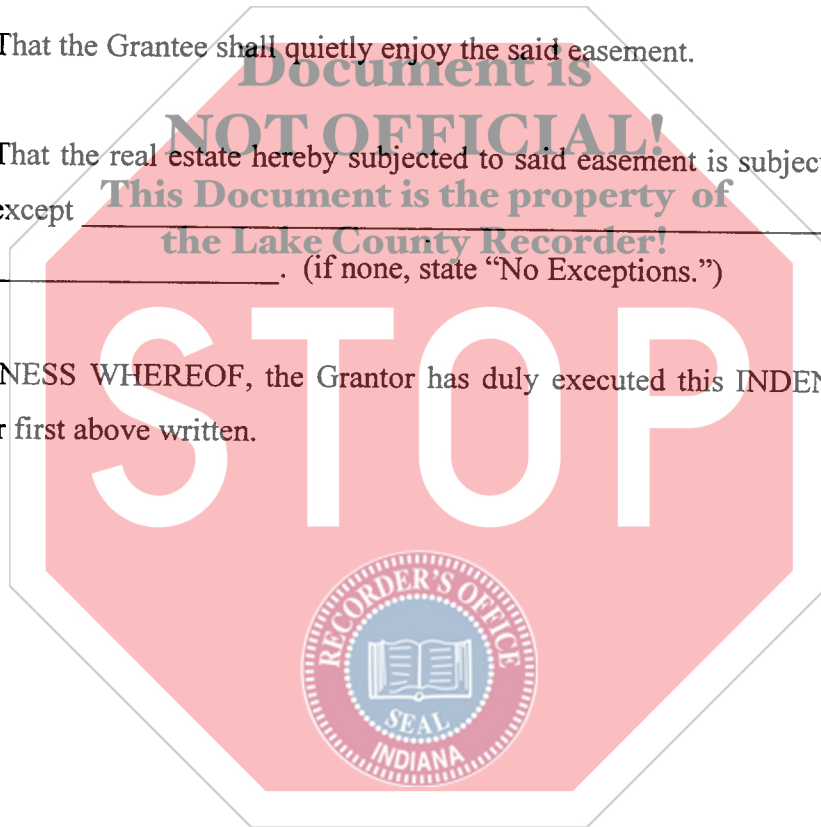 That the Grantee shall quietly enjoy the said easement.
Document is
NOT OFFICIAL!
That the real estate hereby subjected to said easement is subject
This Document is the property of
except
the Lake County Recorder!
. (if none, state “No Exceptions.”)
STOP
NESS WHEREOF, the Grantor has duly executed this INDEN
r first above written.
RECORDER'S OFFICE
SEAL
INDIANA